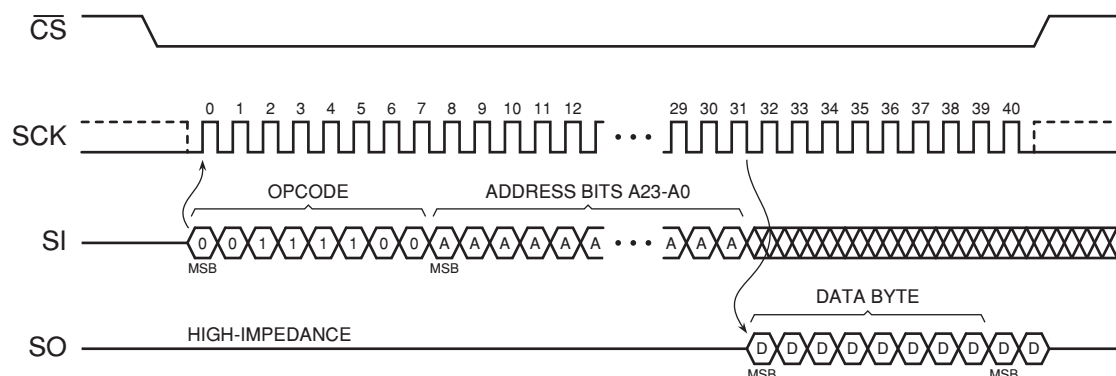 CS
0 1 2 3 4 5 6 7 8 9 10 11 12 29 30 31 32 33 34 35 36 37 38 39 40
SCK
OPCODE ADDRESS BITS A23-A0
SI 0 0 1 1 1 1 0 0 A A A A A A A A A
MSB MSB
DATA BYTE
HIGH-IMPEDANCE
SO D D D D D D D D D D
MSB MSB